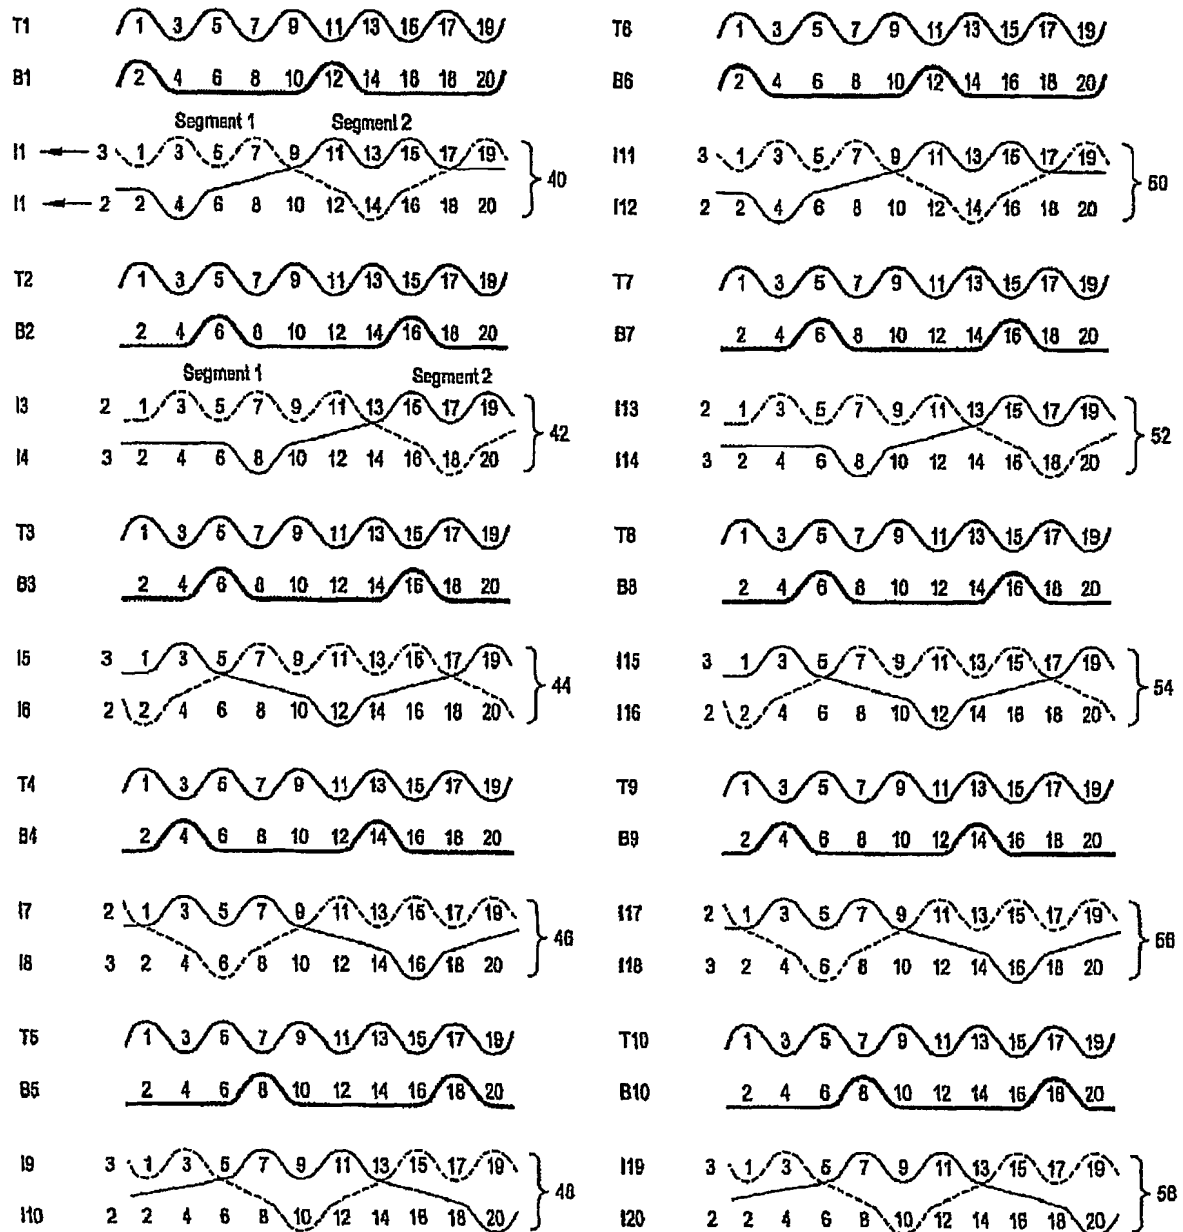 T1 1 3 5 7 9 11 13 15 17 19
B1 2 4 6 8 10 12 14 16 18 20
Segment 1 Segment 2
I1 3 1 3 5 7 9 11 13 15 17 19
40
I1 2 2 4 6 8 10 12 14 16 18 20
T2 1 3 5 7 9 11 13 15 17 19
B2 2 4 6 8 10 12 14 16 18 20
Segment 1 Segment 2
I3 2 1 3 5 7 9 11 13 15 17 19
42
I4 3 2 4 6 8 10 12 14 16 18 20
T3 1 3 5 7 9 11 13 15 17 19
B3 2 4 6 8 10 12 14 16 18 20
I5 3 1 3 5 7 9 11 13 15 17 19
44
I6 2 2 4 6 8 10 12 14 16 18 20
T4 1 3 5 7 9 11 13 15 17 19
B4 2 4 6 8 10 12 14 16 18 20
I7 2 1 3 5 7 9 11 13 15 17 19
46
I8 3 2 4 6 8 10 12 14 16 18 20
T5 1 3 5 7 9 11 13 15 17 19
B5 2 4 6 8 10 12 14 16 18 20
I9 3 1 3 5 7 9 11 13 15 17 19
48
I10 2 2 4 6 8 10 12 14 16 18 20
T6 1 3 5 7 9 11 13 15 17 19
B6 2 4 6 8 10 12 14 16 18 20
I11 3 1 3 5 7 9 11 13 15 17 19
50
I12 2 2 4 6 8 10 12 14 16 18 20
T7 1 3 5 7 9 11 13 15 17 19
B7 2 4 6 8 10 12 14 16 18 20
I13 2 1 3 5 7 9 11 13 15 17 19
52
I14 3 2 4 6 8 10 12 14 16 18 20
T8 1 3 5 7 9 11 13 15 17 19
B8 2 4 6 8 10 12 14 16 18 20
I15 3 1 3 5 7 9 11 13 15 17 19
54
I16 2 2 4 6 8 10 12 14 16 18 20
T9 1 3 5 7 9 11 13 15 17 19
B9 2 4 6 8 10 12 14 16 18 20
I17 2 1 3 5 7 9 11 13 15 17 19
56
I18 3 2 4 6 8 10 12 14 16 18 20
T10 1 3 5 7 9 11 13 15 17 19
B10 2 4 6 8 10 12 14 16 18 20
I19 3 1 3 5 7 9 11 13 15 17 19
58
I20 2 2 4 6 8 10 12 14 16 18 20